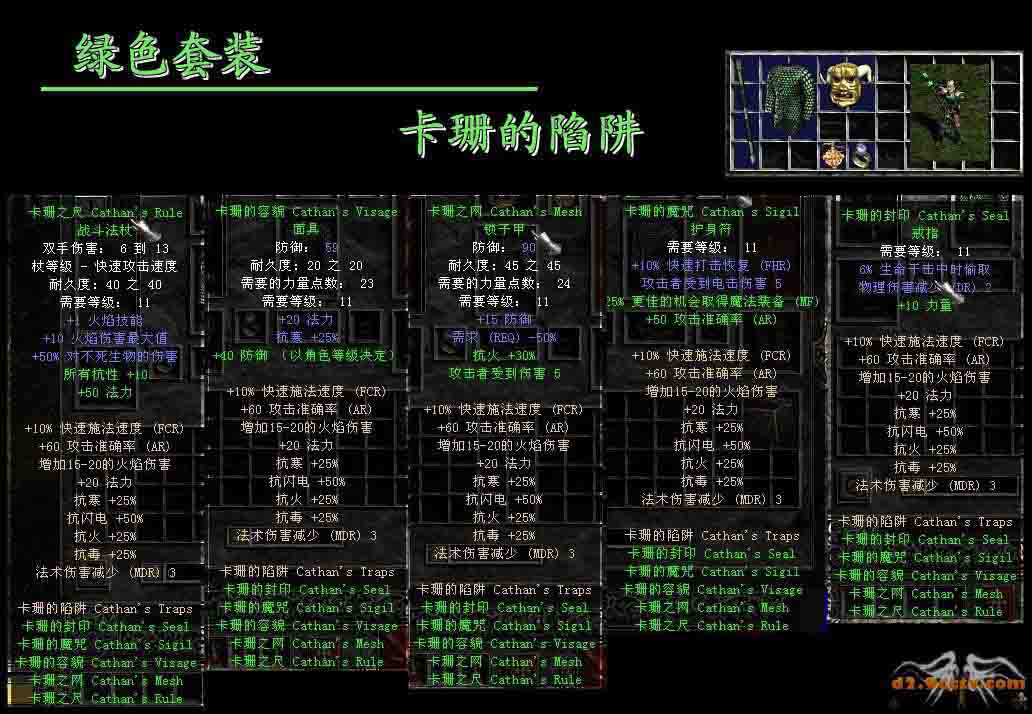 绿色套装
卡珊的陷阱
卡珊之尺 Cathan's Rule
战斗法杖
双手伤害: 6 到 13
杖等级 - 快速攻击速度
耐久度: 40 之 40
需要等级: 11
+1 火焰技能
+10 火焰伤害最大值
+50% 对不死生物的伤害
所有抗性 +10
+50 法力
+10% 快速施法速度 (FCR)
+60 攻击准确率 (AR)
增加15-20的火焰伤害
+20 法力
抗寒 +25%
抗闪电 +50%
抗火 +25%
抗毒 +25%
法术伤害减少 (MDR) 3
卡珊的陷阱 Cathan's Traps
卡珊的封印 Cathan's Seal
卡珊的魔咒 Cathan's Sigil
卡珊的容貌 Cathan's Visage
卡珊之网 Cathan's Mesh
卡珊之尺 Cathan's Rule
卡珊的容貌 Cathan's Visage
面具
防御: 59
耐久度: 20 之 20
需要的力量点数: 23
需要等级: 11
+20 法力
抗寒 +25%
+40 防御 (以角色等级决定)
+10% 快速施法速度 (FCR)
+60 攻击准确率 (AR)
增加15-20的火焰伤害
+20 法力
抗寒 +25%
抗闪电 +50%
抗火 +25%
抗毒 +25%
法术伤害减少 (MDR) 3
卡珊的陷阱 Cathan's Traps
卡珊的封印 Cathan's Seal
卡珊的魔咒 Cathan's Sigil
卡珊的容貌 Cathan's Visage
卡珊之网 Cathan's Mesh
卡珊之尺 Cathan's Rule
卡珊之网 Cathan's Mesh
锁子甲
防御: 90
耐久度: 45 之 45
需要的力量点数: 24
需要等级: 11
+15 防御
需求 (REQ) -50%
抗火 +30%
攻击者受到伤害 5
+10% 快速施法速度 (FCR)
+60 攻击准确率 (AR)
增加15-20的火焰伤害
+20 法力
抗寒 +25%
抗闪电 +50%
抗火 +25%
抗毒 +25%
法术伤害减少 (MDR) 3
卡珊的陷阱 Cathan's Traps
卡珊的封印 Cathan's Seal
卡珊的魔咒 Cathan's Sigil
卡珊的容貌 Cathan's Visage
卡珊之网 Cathan's Mesh
卡珊之尺 Cathan's Rule
卡珊的魔咒 Cathan's Sigil
护身符
需要等级: 11
+10% 快速打击恢复 (FHR)
攻击者受到电击伤害 5
25% 更佳的机会取得魔法装备 (MF)
+50 攻击准确率 (AR)
+10% 快速施法速度 (FCR)
+60 攻击准确率 (AR)
增加15-20的火焰伤害
+20 法力
抗寒 +25%
抗闪电 +50%
抗火 +25%
抗毒 +25%
法术伤害减少 (MDR) 3
卡珊的陷阱 Cathan's Traps
卡珊的封印 Cathan's Seal
卡珊的魔咒 Cathan's Sigil
卡珊的容貌 Cathan's Visage
卡珊之网 Cathan's Mesh
卡珊之尺 Cathan's Rule
卡珊的封印 Cathan's Seal
戒指
需要等级: 11
6% 生命于击中时偷取
物理伤害减少 (DR) 2
+10 力量
+10% 快速施法速度 (FCR)
+60 攻击准确率 (AR)
增加15-20的火焰伤害
+20 法力
抗寒 +25%
抗闪电 +50%
抗火 +25%
抗毒 +25%
法术伤害减少 (MDR) 3
卡珊的陷阱 Cathan's Traps
卡珊的封印 Cathan's Seal
卡珊的魔咒 Cathan's Sigil
卡珊的容貌 Cathan's Visage
卡珊之网 Cathan's Mesh
卡珊之尺 Cathan's Rule